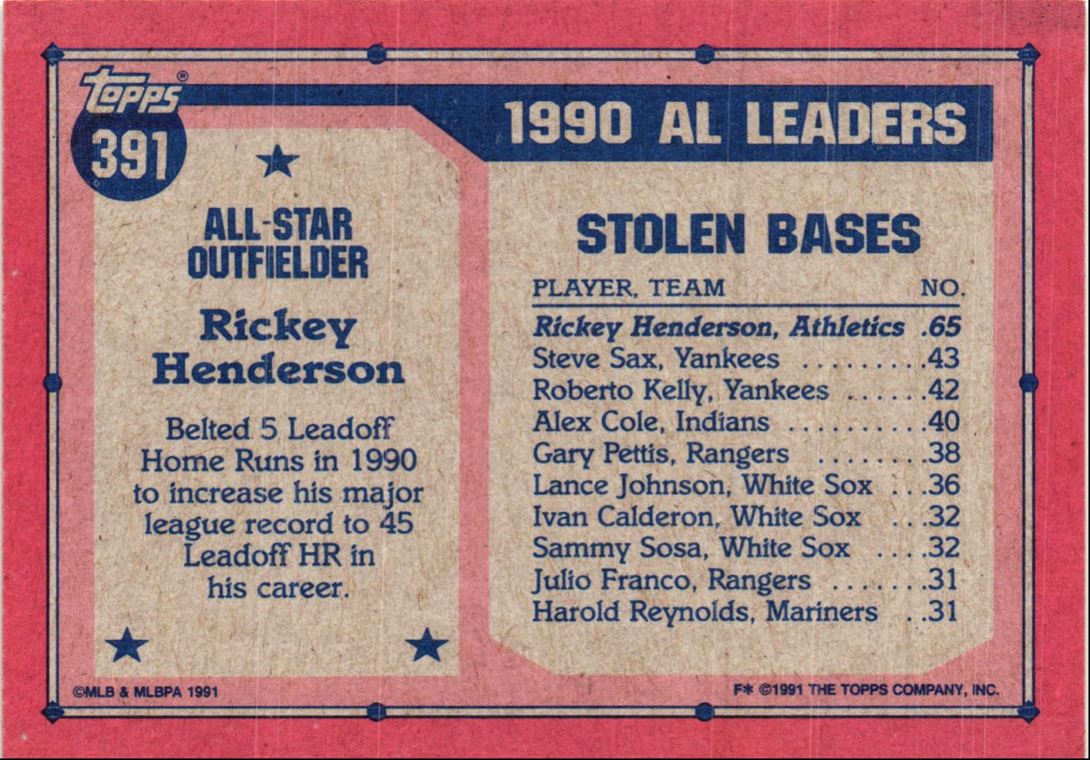 Topps®
391
1990 AL LEADERS
ALL-STAR
OUTFIELDER
Rickey
Henderson
Belted 5 Leadoff
Home Runs in 1990
to increase his major
league record to 45
Leadoff HR in
his career.
STOLEN BASES
PLAYER, TEAM NO.
Rickey Henderson, Athletics .65
Steve Sax, Yankees .........43
Roberto Kelly, Yankees ......42
Alex Cole, Indians ..........40
Gary Pettis, Rangers ........38
Lance Johnson, White Sox ...36
Ivan Calderon, White Sox ...32
Sammy Sosa, White Sox ....32
Julio Franco, Rangers .......31
Harold Reynolds, Mariners ..31
©MLB & MLBPA 1991
F* ©1991 THE TOPPS COMPANY, INC.